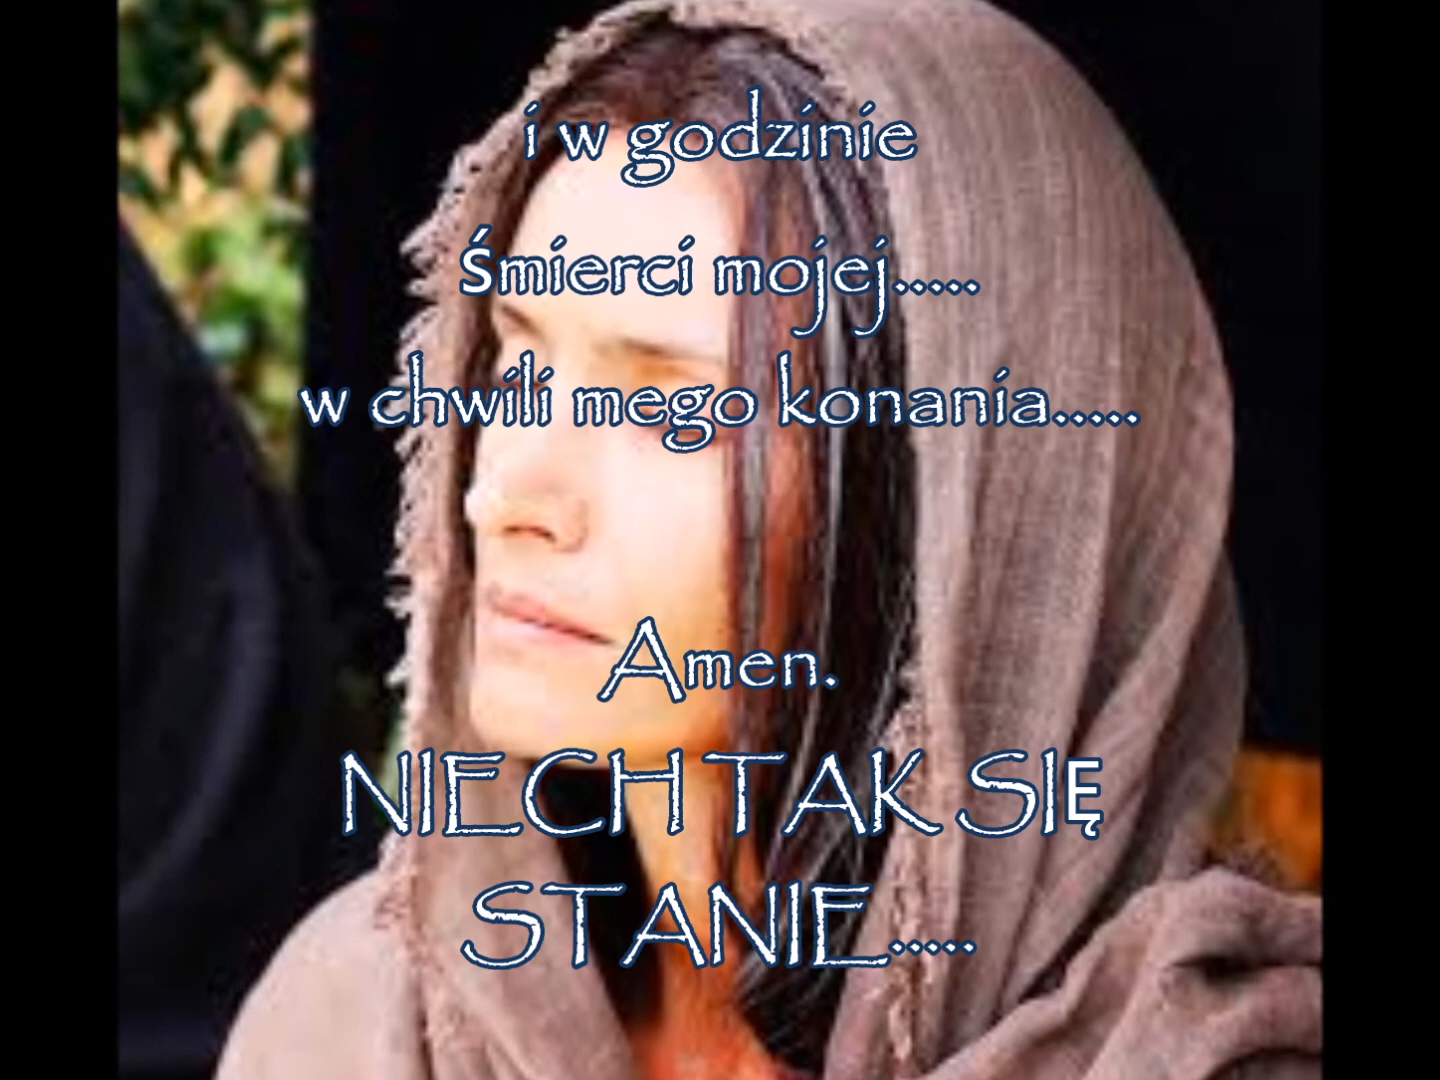 i w godzinie
Śmierci mojej.....
w chwili mego konania.....
Amen.
NIECH TAK SIĘ
STANIE.....